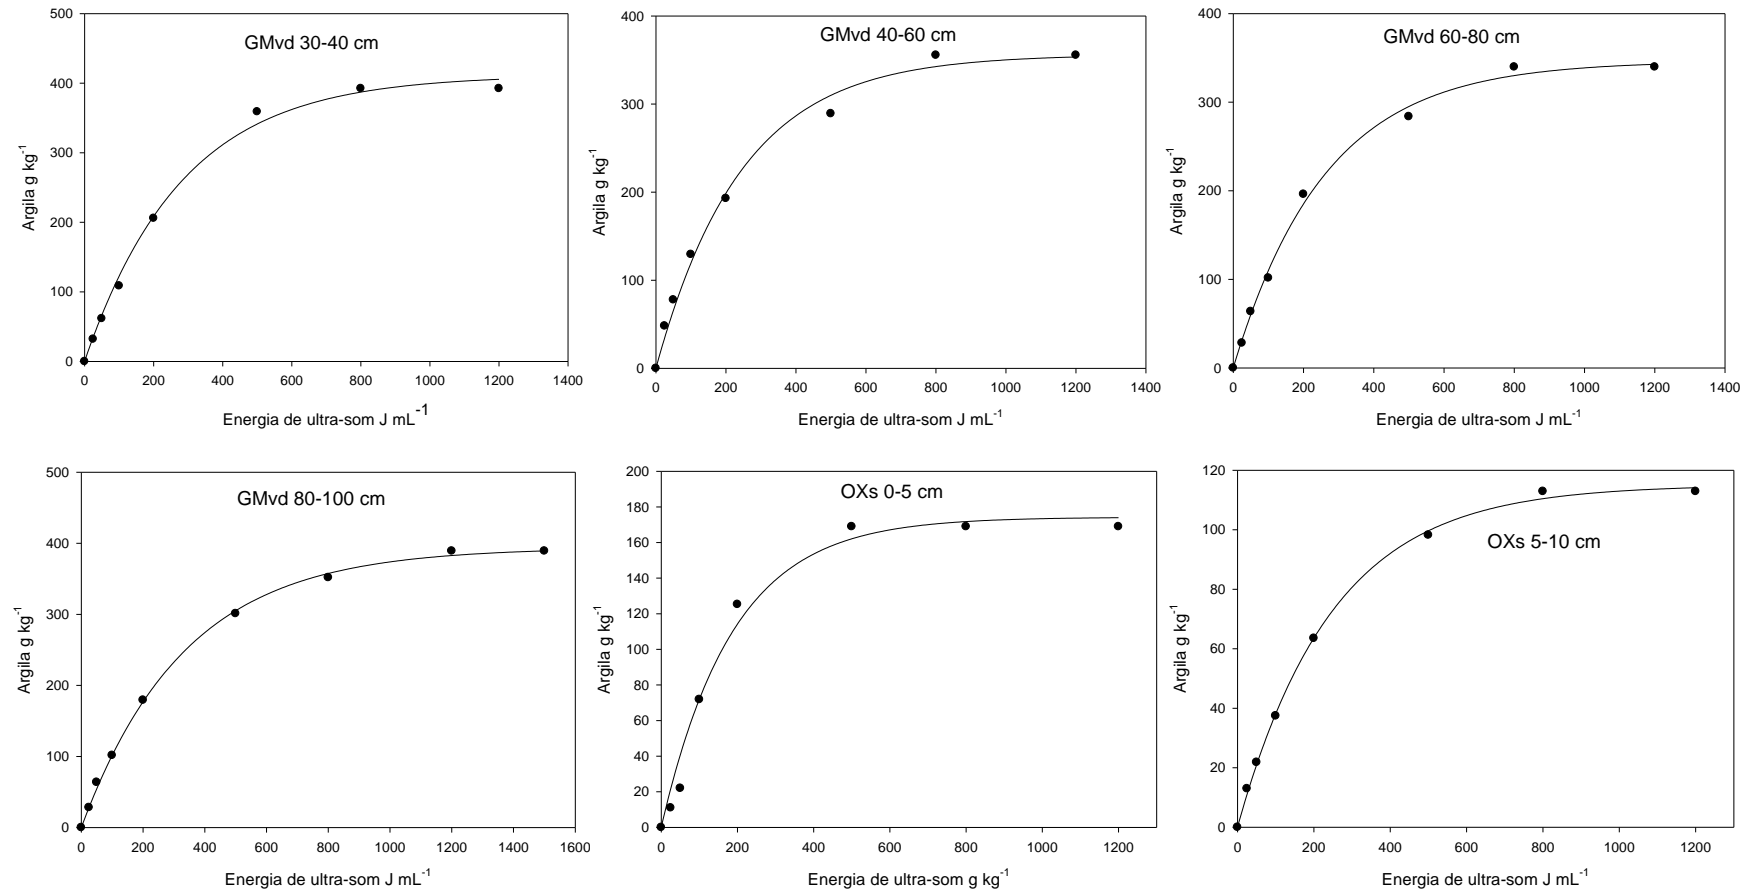 GMvd 30-40 cm
500
400
300
200
100
0
Argila g kg⁻¹
0 200 400 600 800 1000 1200 1400
Energia de ultra-som J mL⁻¹
GMvd 40-60 cm
400
300
200
100
0
Argila g kg⁻¹
0 200 400 600 800 1000 1200 1400
Energia de ultra-som J mL⁻¹
GMvd 60-80 cm
400
300
200
100
0
Argila g kg⁻¹
0 200 400 600 800 1000 1200 1400
Energia de ultra-som J mL⁻¹
GMvd 80-100 cm
500
400
300
200
100
0
Argila g kg⁻¹
0 200 400 600 800 1000 1200 1400 1600
Energia de ultra-som J mL⁻¹
OXs 0-5 cm
200
180
160
140
120
100
80
60
40
20
0
Argila g kg⁻¹
0 200 400 600 800 1000 1200
Energia de ultra-som g kg⁻¹
120
100
OXs 5-10 cm
80
60
40
20
0
Argila g kg⁻¹
0 200 400 600 800 1000 1200
Energia de ultra-som J mL⁻¹